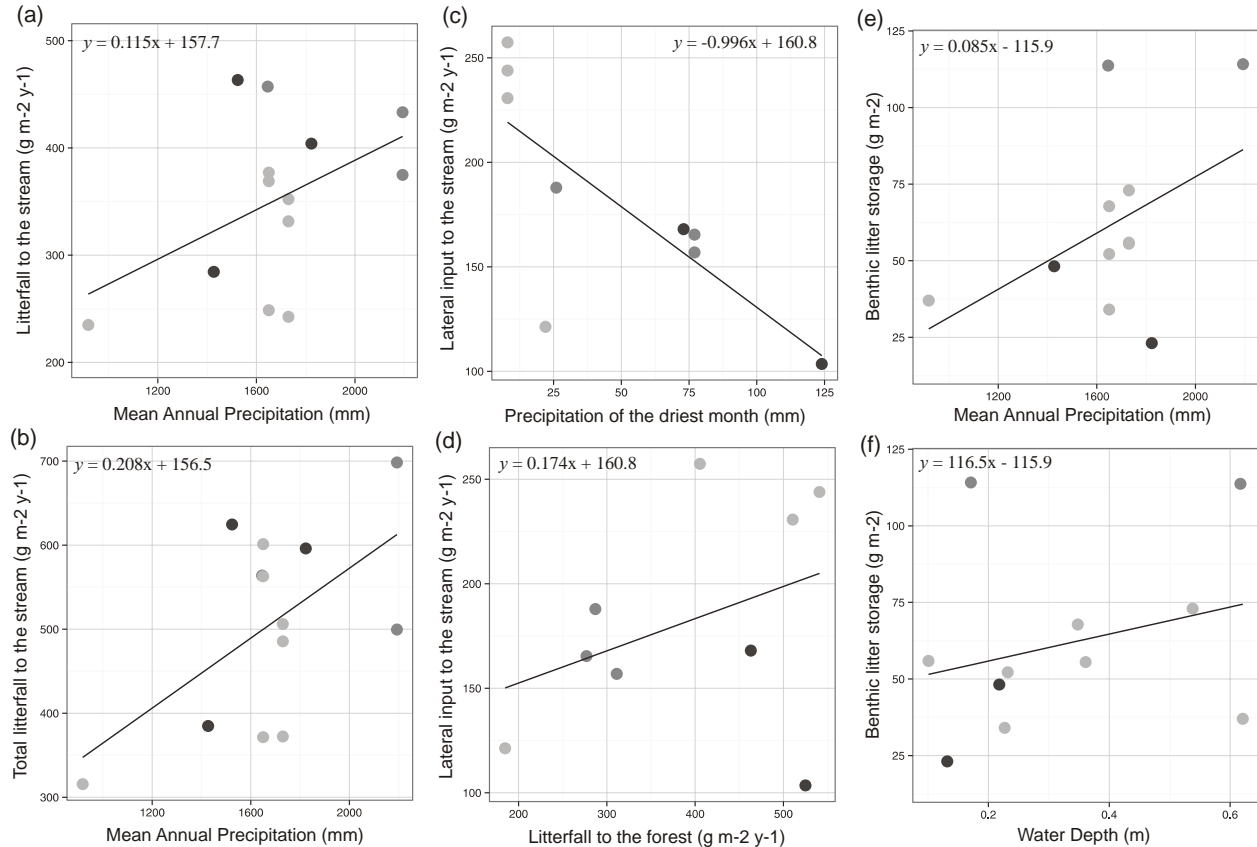 (a)
y = 0.115x + 157.7
500
400
300
200
Litterfall to the stream (g m-2 y-1)
1200 1600 2000
Mean Annual Precipitation (mm)
(c)
y = -0.996x + 160.8
250
200
150
100
Lateral input to the stream (g m-2 y-1)
25 50 75 100 125
Precipitation of the driest month (mm)
(e)
y = 0.085x - 115.9
125
100
75
50
25
Benthic litter storage (g m-2)
1200 1600 2000
Mean Annual Precipitation (mm)
(b)
y = 0.208x + 156.5
700
600
500
400
300
Total litterfall to the stream (g m-2 y-1)
1200 1600 2000
Mean Annual Precipitation (mm)
(d)
y = 0.174x + 160.8
250
200
150
100
Lateral input to the stream (g m-2 y-1)
200 300 400 500
Litterfall to the forest (g m-2 y-1)
(f)
y = 116.5x - 115.9
125
100
75
50
25
Benthic litter storage (g m-2)
0.2 0.4 0.6
Water Depth (m)